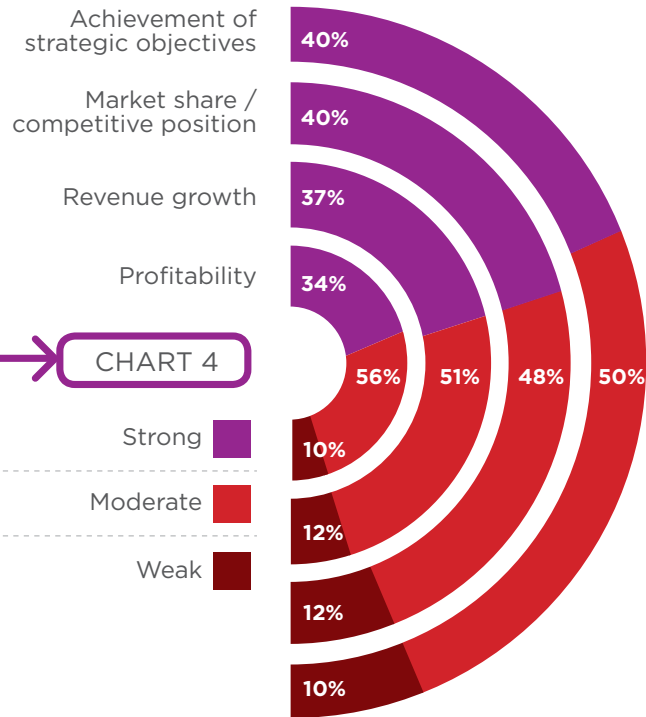 Achievement of
strategic objectives
40%
Market share /
competitive position
40%
Revenue growth
37%
Profitability
34%
CHART 4
56%
51%
48%
50%
Strong
10%
Moderate
12%
Weak
12%
10%